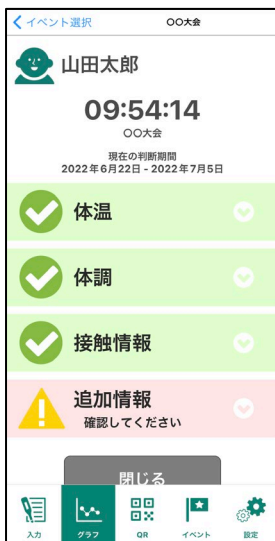 イベント選択
〇〇大会
山田太郎
09:54:14
〇〇大会
現在の判断期間
2022年6月22日 - 2022年7月5日
体温
体調
接触情報
追加情報
確認してください
閉じる
入力 グラフ QR イベント 設定